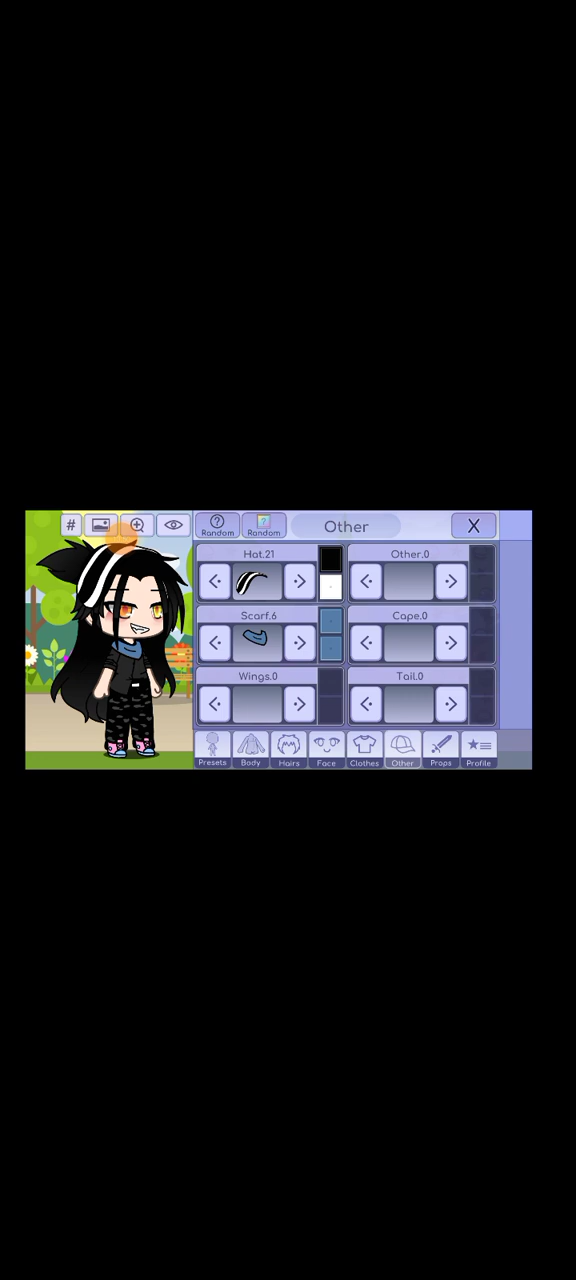 #
Random
Random
Other
X
Hat.21
Other.0
Scarf.6
Cape.0
Wings.0
Tail.0
Presets
Body
Hairs
Face
Clothes
Other
Props
Profile